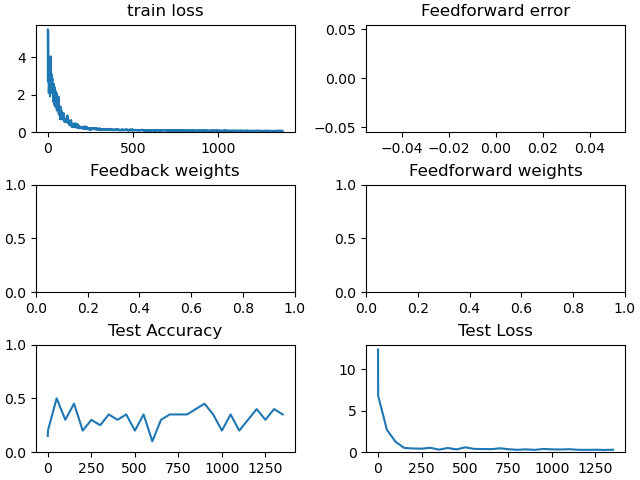 train loss
4
2
0
0 500 1000
Feedforward error
0.05
0.00
−0.05
−0.04 −0.02 0.00 0.02 0.04
Feedback weights
1.0
0.5
0.0
0.0 0.2 0.4 0.6 0.8 1.0
Feedforward weights
1.0
0.5
0.0
0.0 0.2 0.4 0.6 0.8 1.0
Test Accuracy
1.0
0.5
0.0
0 250 500 750 1000 1250
Test Loss
10
5
0
0 250 500 750 1000 1250